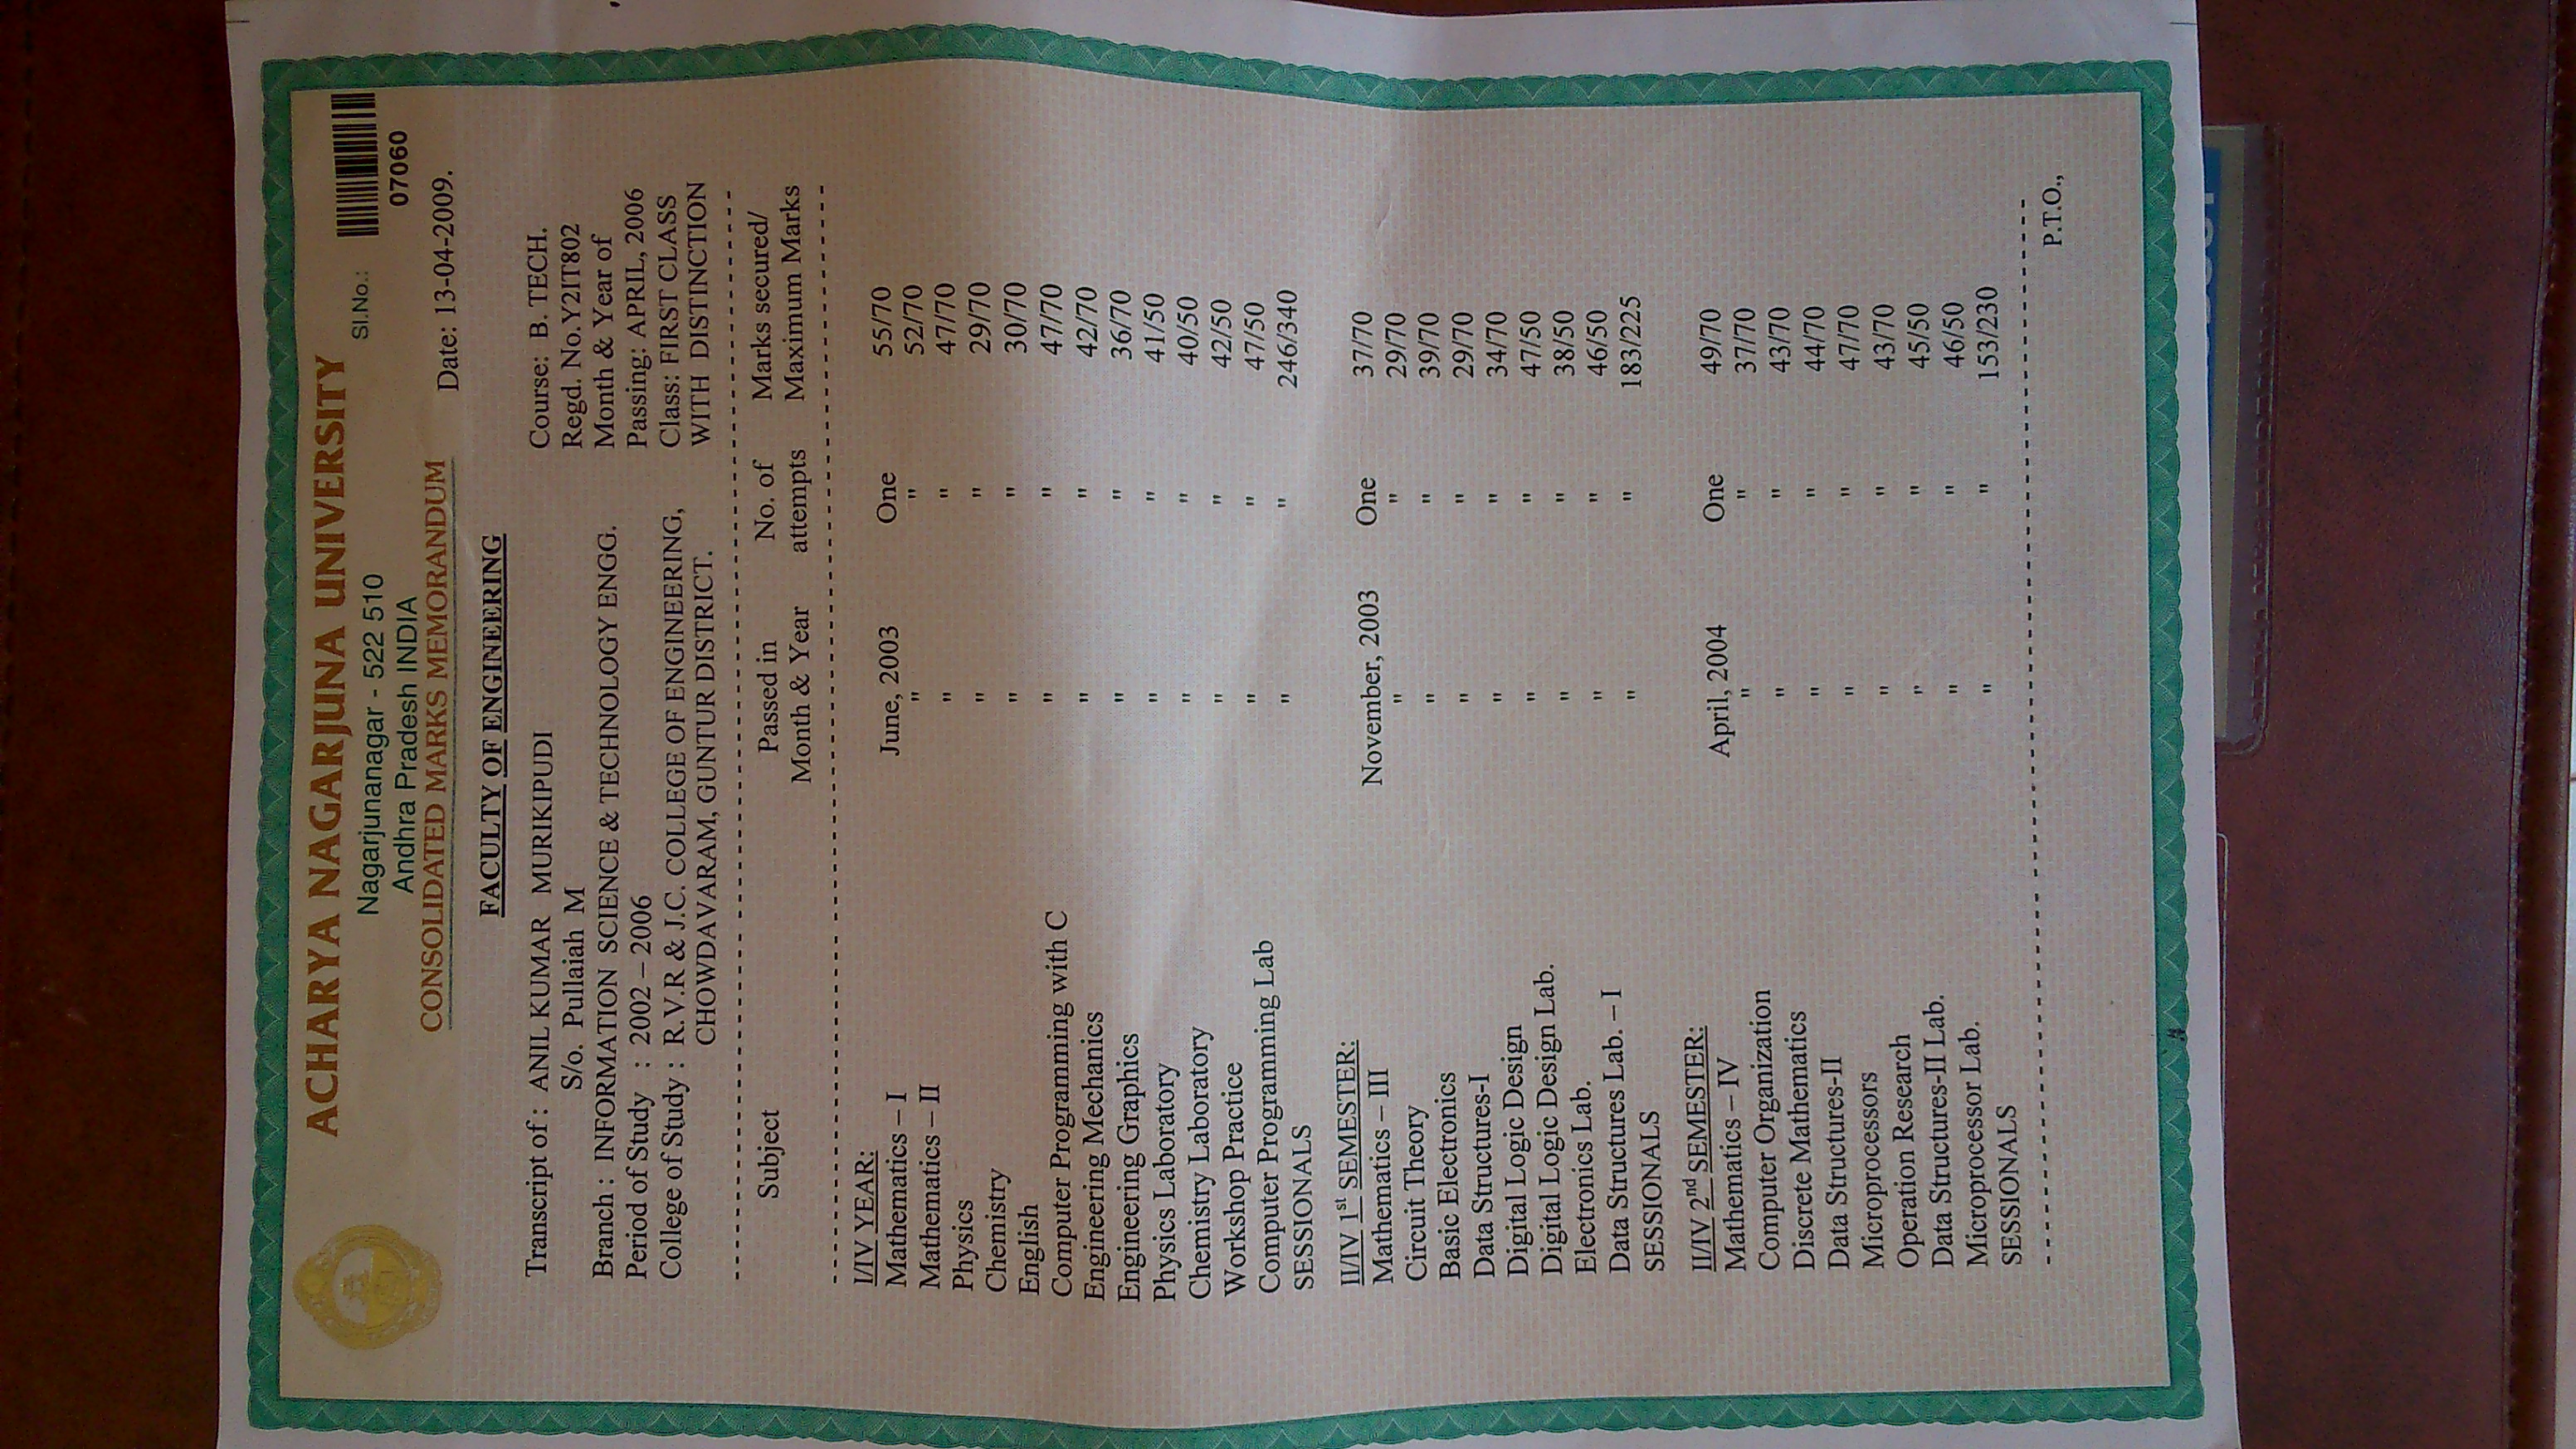 ACHARYA NAGARJUNA UNIVERSITY
Nagarjunanagar - 522 510
Sl.No.:
07060
Andhra Pradesh INDIA
CONSOLIDATED MARKS MEMORANDUM
Date: 13-04-2009.
FACULTY OF ENGINEERING
Transcript of : ANIL KUMAR MURIKIPUDI Course: B. TECH.
S/o. Pullaiah M Regd. No.Y2IT802
Branch : INFORMATION SCIENCE & TECHNOLOGY ENGG. Month & Year of
Period of Study : 2002 – 2006 Passing: APRIL, 2006
College of Study : R.V.R & J.C. COLLEGE OF ENGINEERING, Class: FIRST CLASS
CHOWDAVARAM, GUNTUR DISTRICT. WITH DISTINCTION
Subject Passed in No. of Marks secured/
Month & Year attempts Maximum Marks
I/IV YEAR:
Mathematics – I June, 2003 One 55/70
Mathematics – II " " 52/70
Physics " " 47/70
Chemistry " " 29/70
English " " 30/70
Computer Programming with C " " 47/70
Engineering Mechanics " " 42/70
Engineering Graphics " " 36/70
Physics Laboratory " " 41/50
Chemistry Laboratory " " 40/50
Workshop Practice " " 42/50
Computer Programming Lab " " 47/50
SESSIONALS " " 246/340
II/IV 1st SEMESTER:
Mathematics – III November, 2003 One 37/70
Circuit Theory " " 29/70
Basic Electronics " " 39/70
Data Structures-I " " 29/70
Digital Logic Design " " 34/70
Digital Logic Design Lab. " " 47/50
Electronics Lab. " " 38/50
Data Structures Lab. – I " " 46/50
SESSIONALS " " 183/225
II/IV 2nd SEMESTER:
Mathematics – IV April, 2004 One 49/70
Computer Organization " " 37/70
Discrete Mathematics " " 43/70
Data Structures-II " " 44/70
Microprocessors " " 47/70
Operation Research " " 43/70
Data Structures-II Lab. " " 45/50
Microprocessor Lab. " " 46/50
SESSIONALS " " 153/230
P.T.O.,